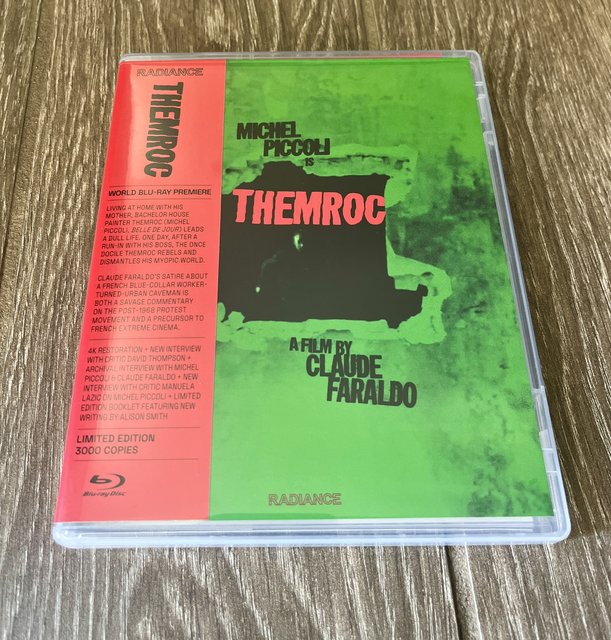 RADIANCE
THEMROC
WORLD BLU-RAY PREMIERE
LIVING AT HOME WITH HIS
MOTHER, BACHELOR HOUSE
PAINTER THEMROC (MICHEL
PICCOLI, BELLE DE JOUR) LEADS
A DULL LIFE. ONE DAY, AFTER A
RUN-IN WITH HIS BOSS, THE ONCE
DOCILE THEMROC REBELS AND
DISMANTLES HIS MYOPIC WORLD.
CLAUDE FARALDO'S SATIRE ABOUT
A FRENCH BLUE-COLLAR WORKER-
TURNED-URBAN CAVEMAN IS
BOTH A SAVAGE COMMENTARY
ON THE POST-1968 PROTEST
MOVEMENT AND A PRECURSOR TO
FRENCH EXTREME CINEMA.
4K RESTORATION + NEW INTERVIEW
WITH CRITIC DAVID THOMPSON +
ARCHIVAL INTERVIEW WITH MICHEL
PICCOLI & CLAUDE FARALDO + NEW
INTERVIEW WITH CRITIC MANUELA
LAZIC ON MICHEL PICCOLI + LIMITED
EDITION BOOKLET FEATURING NEW
WRITING BY ALISON SMITH
LIMITED EDITION
3000 COPIES
Blu-ray Disc
MICHEL
PICCOLI
IS
THEMROC
A FILM BY
CLAUDE
FARALDO
RADIANCE